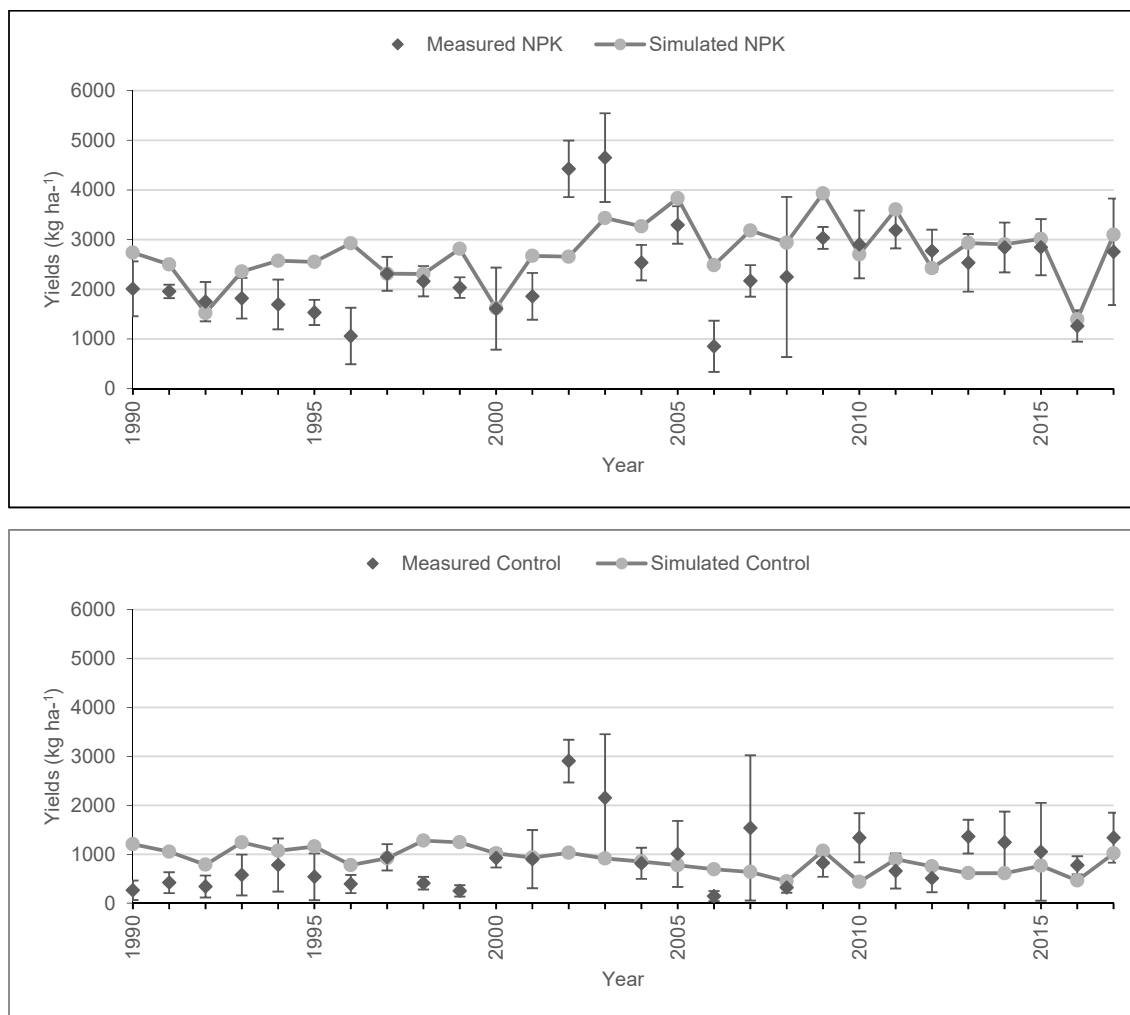 Measured NPK Simulated NPK
6000
5000
4000
3000
2000
1000
0
Yields (kg ha-1)
1990 1995 2000 2005 2010 2015
Year
Measured Control Simulated Control
6000
5000
4000
3000
2000
1000
0
Yields (kg ha-1)
1990 1995 2000 2005 2010 2015
Year